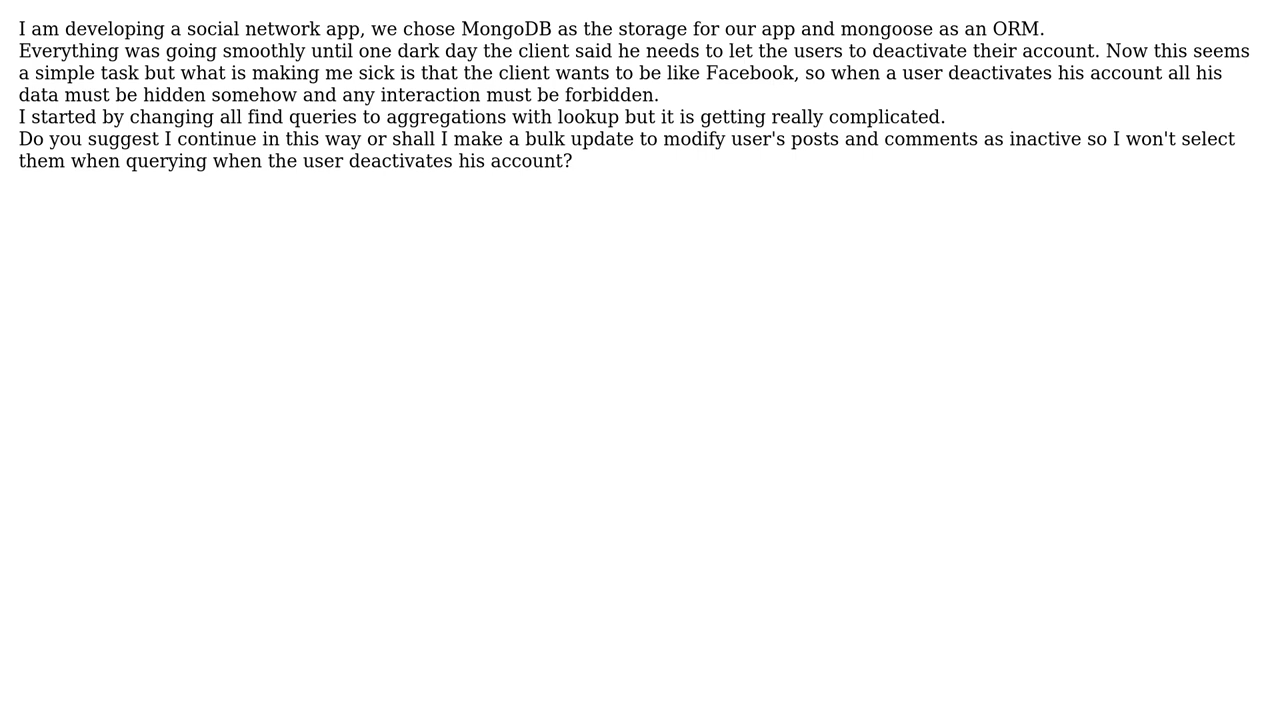 I am developing a social network app, we chose MongoDB as the storage for our app and mongoose as an ORM.
Everything was going smoothly until one dark day the client said he needs to let the users to deactivate their account. Now this seems
a simple task but what is making me sick is that the client wants to be like Facebook, so when a user deactivates his account all his
data must be hidden somehow and any interaction must be forbidden.
I started by changing all find queries to aggregations with lookup but it is getting really complicated.
Do you suggest I continue in this way or shall I make a bulk update to modify user's posts and comments as inactive so I won't select
them when querying when the user deactivates his account?